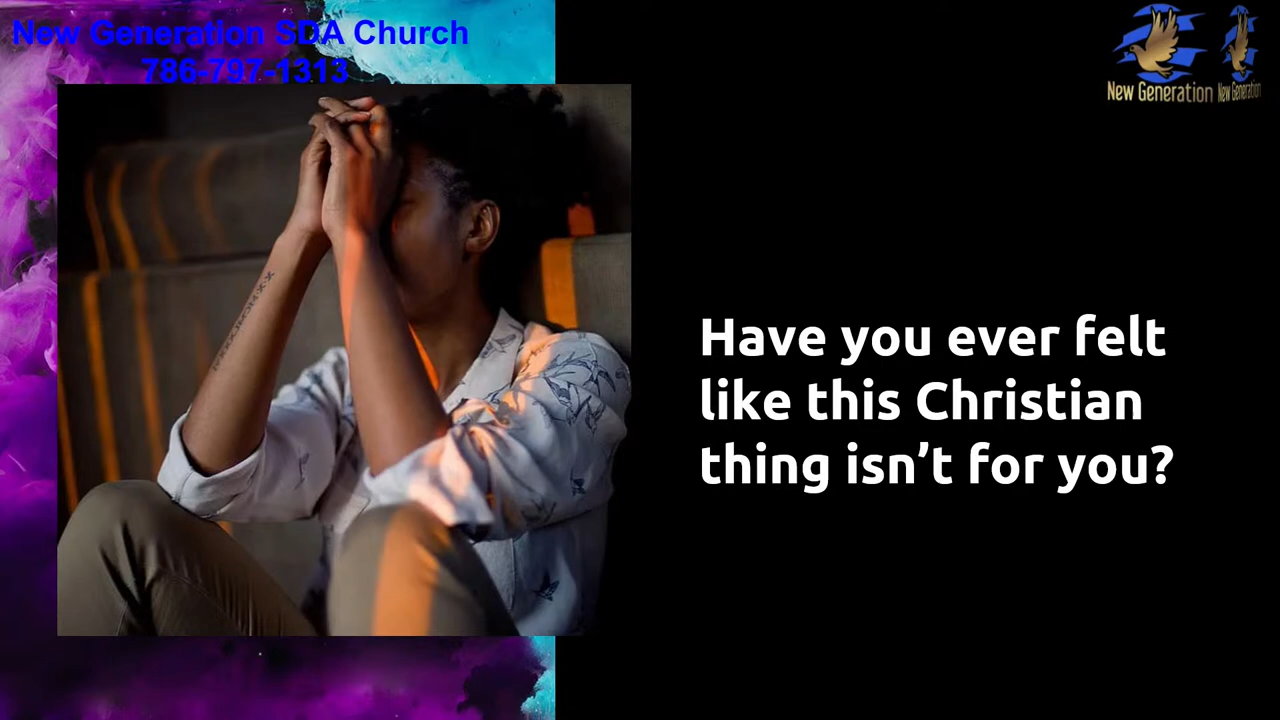 New Generation SDA Church
786-797-1313
New Generation
New Generation
Have you ever felt
like this Christian
thing isn’t for you?